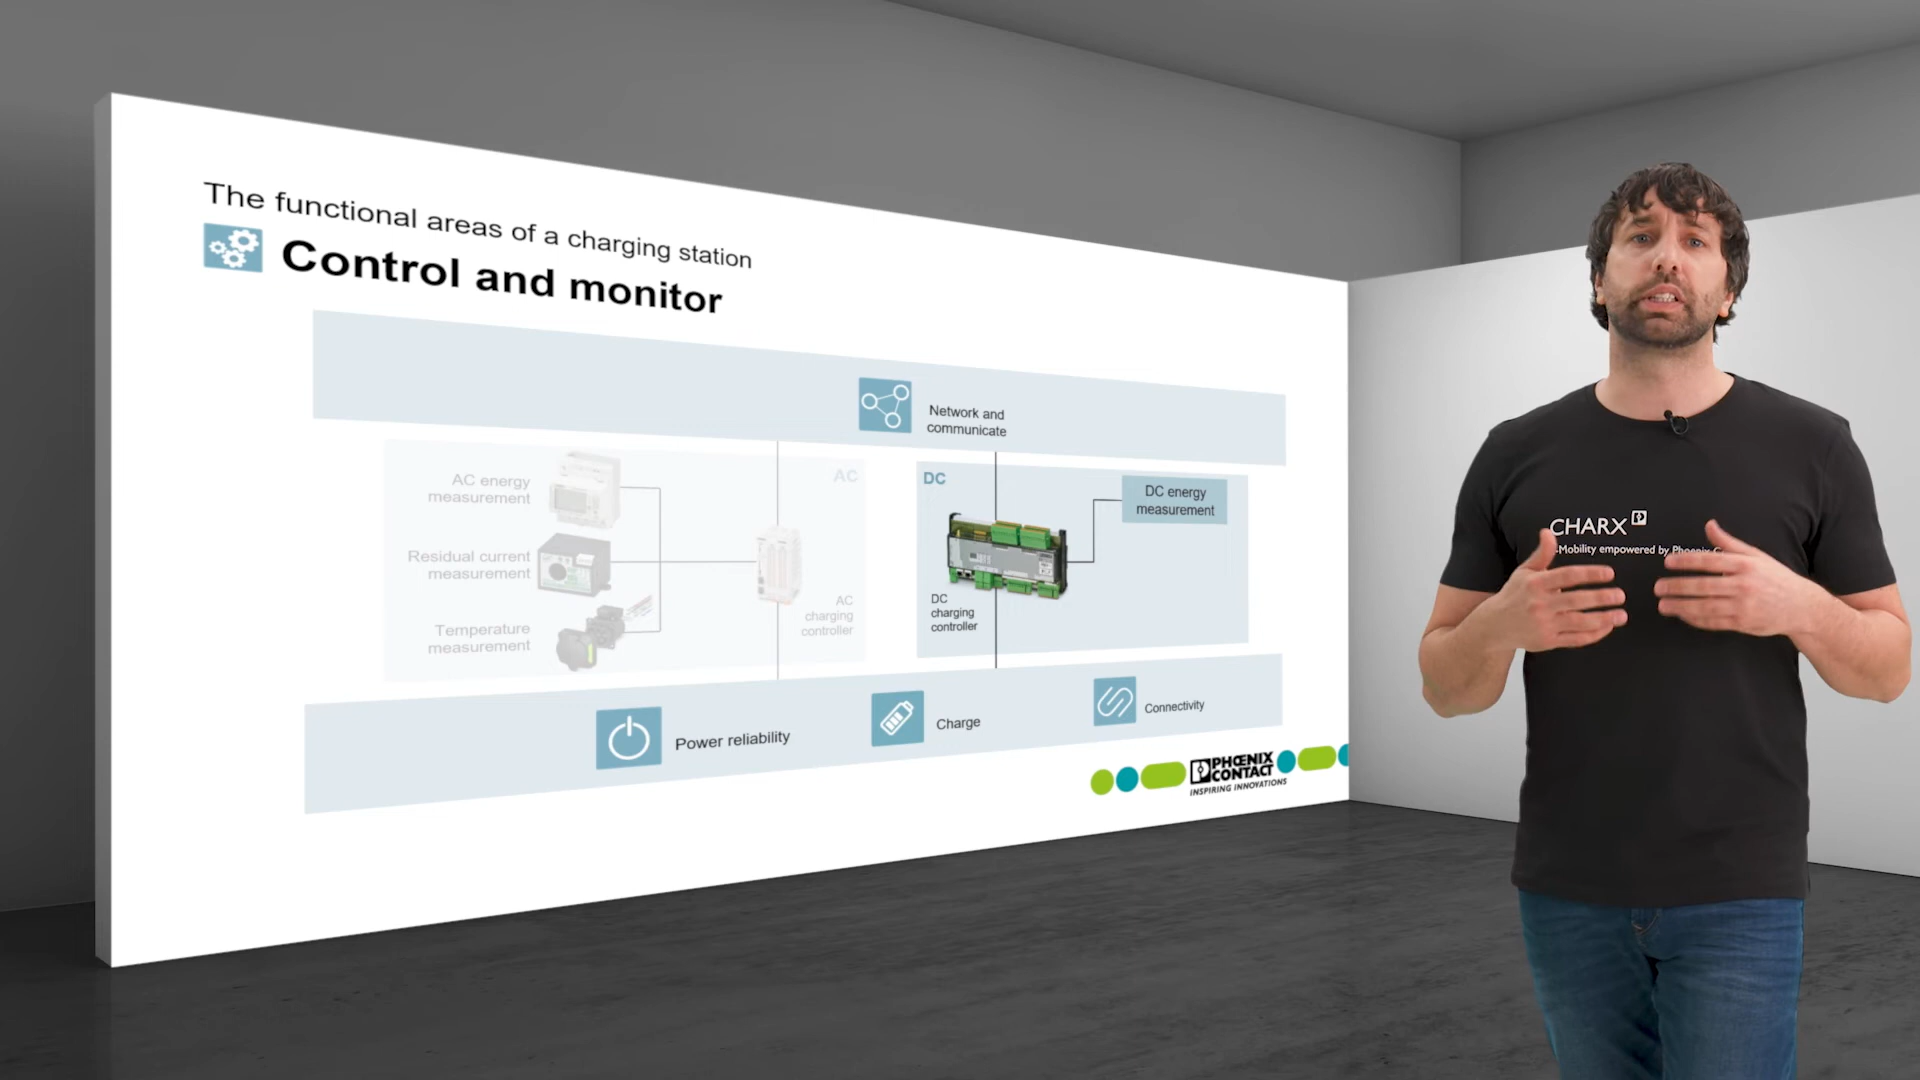 The functional areas of a charging station
Control and monitor
Network and
communicate
AC energy
measurement
Residual current
measurement
Temperature
measurement
AC
AC
charging
controller
DC
DC energy
measurement
DC
charging
controller
Power reliability
Charge
Connectivity
PHŒNIX
CONTACT
INSPIRING INNOVATIONS
CHARX
-Mobility empowered by Phoenix C